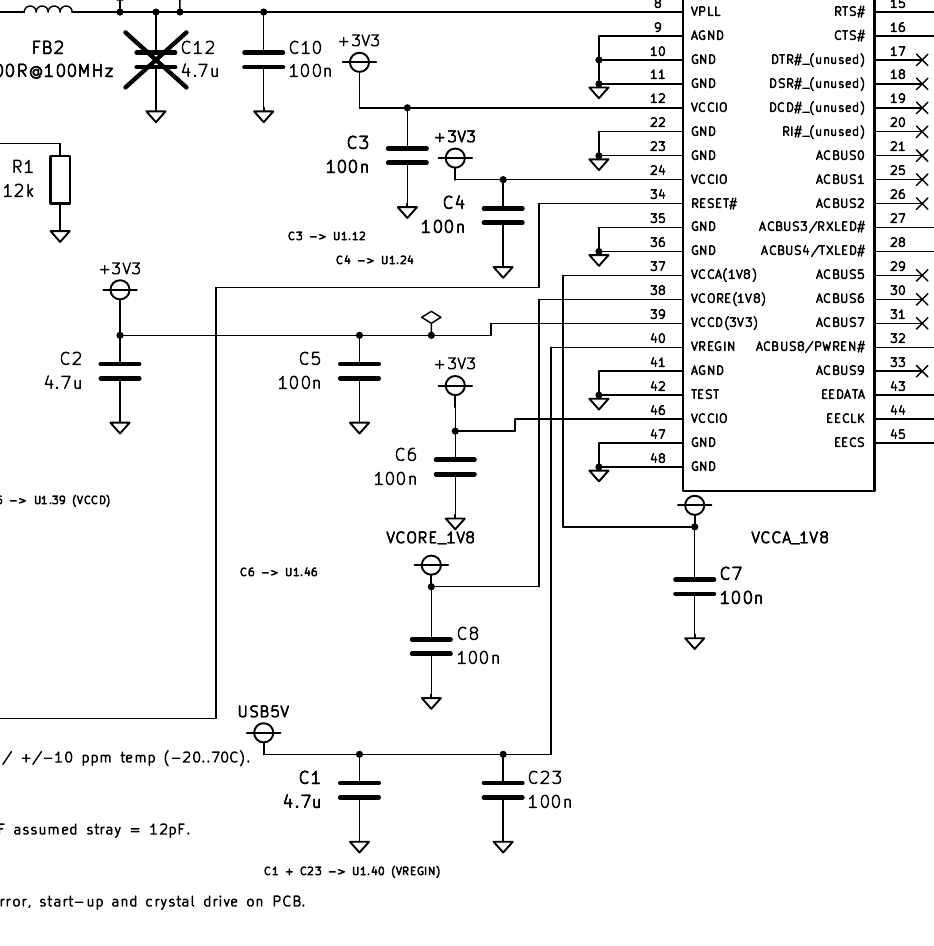 8 VPLL RTS# 15
9 AGND CTS# 16
FB2 C12 C10 +3V3
10 GND DTR#_(unused) 17
00R@100MHz 4.7u 100n
11 GND DSR#_(unused) 18
12 VCCIO DCD#_(unused) 19
22 GND RI#_(unused) 20
C3 +3V3
23 GND ACBUS0 21
R1 100n
24 VCCIO ACBUS1 25
12k
34 RESET# ACBUS2 26
C4
100n
35 GND ACBUS3/RXLED# 27
C3 -> U1.12
36 GND ACBUS4/TXLED# 28
C4 -> U1.24
+3V3
37 VCCA(1V8) ACBUS5 29
38 VCORE(1V8) ACBUS6 30
39 VCCD(3V3) ACBUS7 31
40 VREGIN ACBUS8/PWREN# 32
C2 C5 +3V3
41 AGND ACBUS9 33
4.7u 100n
42 TEST EEDATA 43
46 VCCIO EECLK 44
47 GND EECS 45
C6
48 GND
100n
-> U1.39 (VCCD)
VCORE_1V8 VCCA_1V8
C6 -> U1.46
C7
100n
C8
100n
USB5V
/ +/-10 ppm temp (-20..70C).
C1 C23
4.7u 100n
F assumed stray = 12pF.
C1 + C23 -> U1.40 (VREGIN)
rror, start-up and crystal drive on PCB.